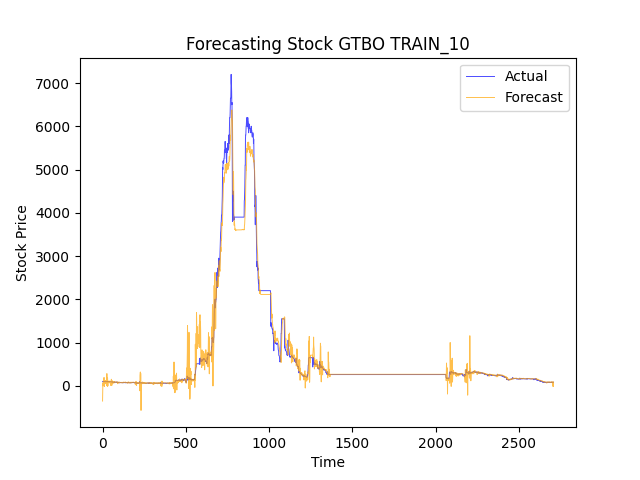 Forecasting Stock GTBO TRAIN_10
Actual
Forecast
7000
6000
5000
4000
3000
2000
1000
0
Stock Price
0 500 1000 1500 2000 2500
Time